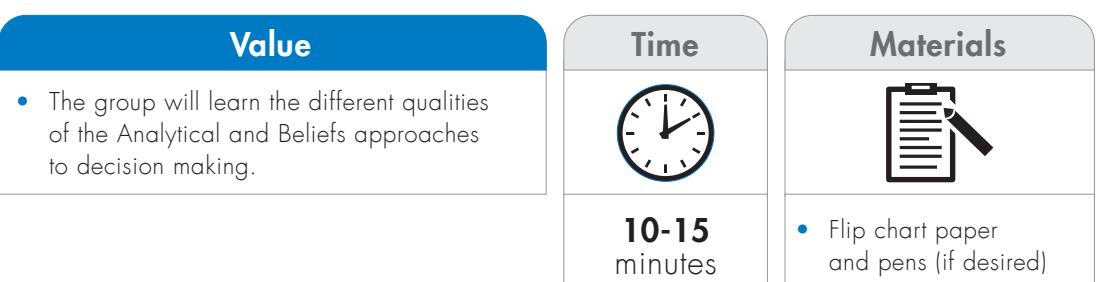 Value
• The group will learn the different qualities
of the Analytical and Beliefs approaches
to decision making.
Time
10-15
minutes
Materials
• Flip chart paper
and pens (if desired)